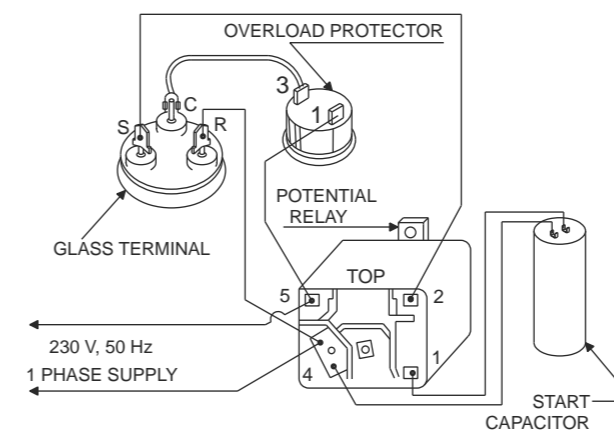 OVERLOAD PROTECTOR
3
C
1
S
R
POTENTIAL
RELAY
GLASS TERMINAL
TOP
5
2
230 V, 50 Hz
1
1 PHASE SUPPLY
4
START
CAPACITOR